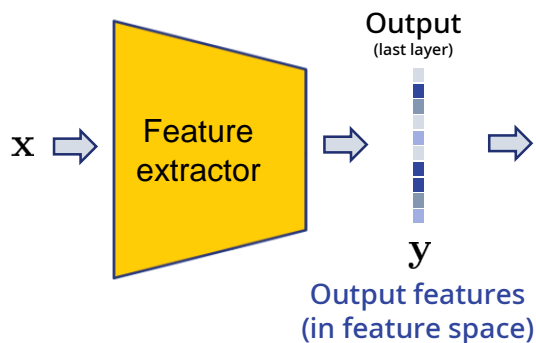 Output
(last layer)
x
Feature
extractor
y
Output features
(in feature space)